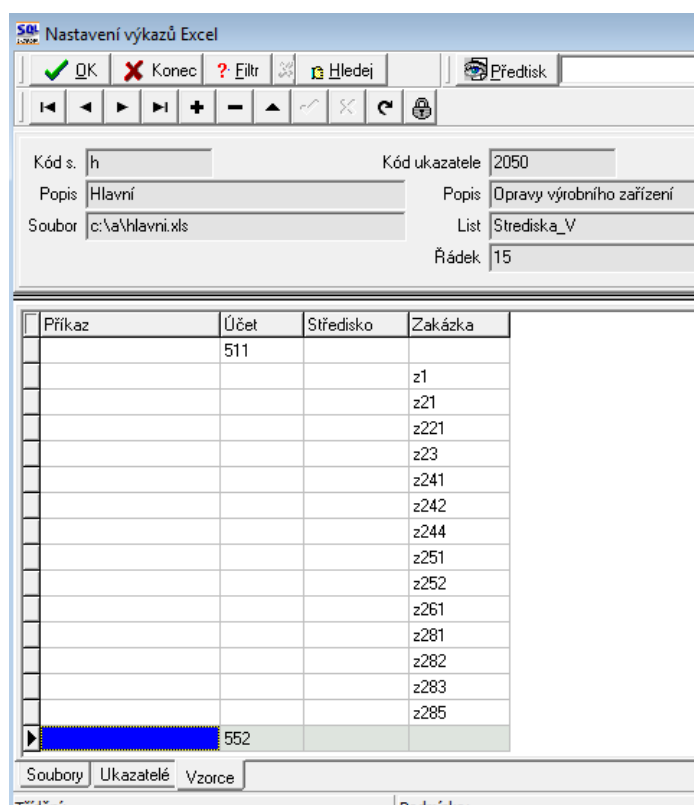 SQL Nastavení výkazů Excel
OK Konec ?· Filtr Hledej Předtisk
Kód s. h Kód ukazatele 2050
Popis Hlavní Popis Opravy výrobního zařízení
Soubor c:\a\hlavni.xls List Strediska_V
Řádek 15
Příkaz Účet Středisko Zakázka
511
z1
z21
z221
z23
z241
z242
z244
z251
z252
z261
z281
z282
z283
z285
552
Soubory Ukazatelé Vzorce